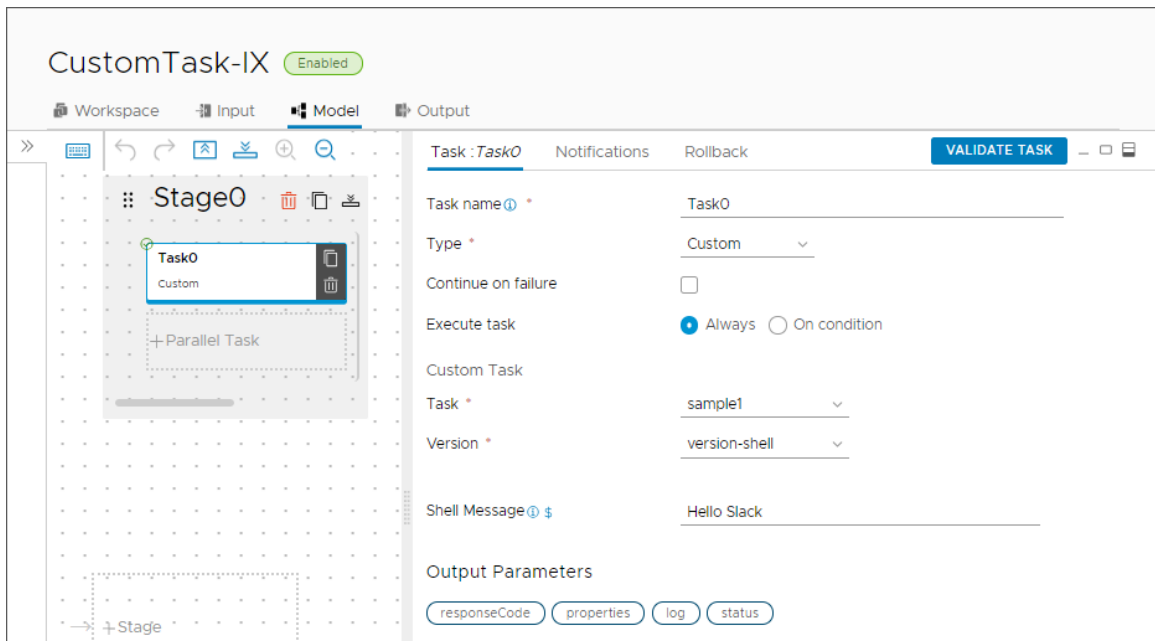 CustomTask-IX Enabled
Workspace Input Model Output
Task :Task0 Notifications Rollback VALIDATE TASK
Stage0
Task0
Custom
+Parallel Task
+Stage
Task name * Task0
Type * Custom
Continue on failure
Execute task Always On condition
Custom Task
Task * sample1
Version * version-shell
Shell Message $ Hello Slack
Output Parameters
responseCode properties log status